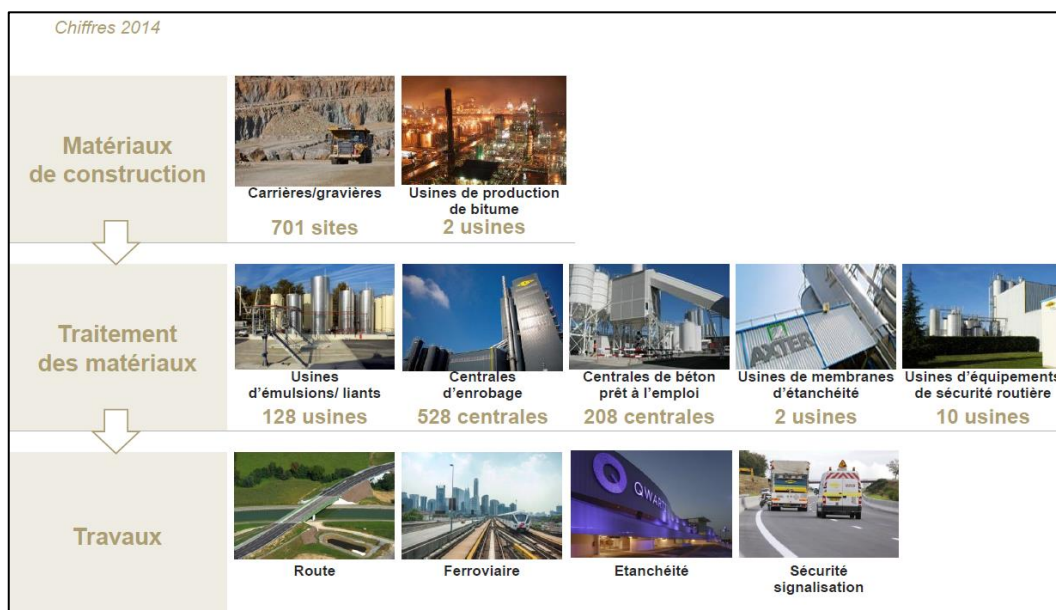 Chiffres 2014
Matériaux
de construction
Carrières/gravières
701 sites
Usines de production
de bitume
2 usines
Traitement
des matériaux
AXTER
Usines
d'émulsions/ liants
128 usines
Centrales
d'enrobage
528 centrales
Centrales de béton
prêt à l'emploi
208 centrales
Usines de membranes
d'étanchéité
2 usines
Usines d'équipements
de sécurité routière
10 usines
Travaux
QWAR
Route
Ferroviaire
Etanchéité
Sécurité
signalisation